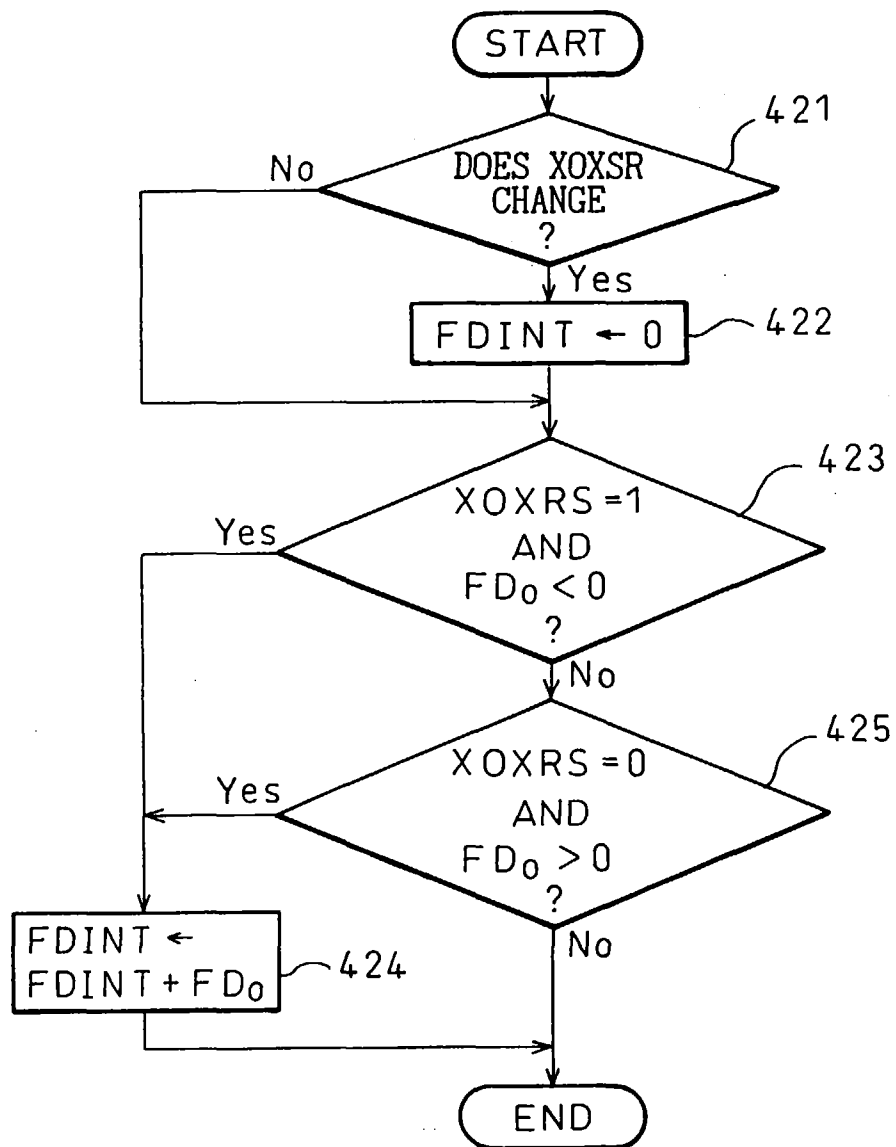 START
421
No
DOES XOXSR
CHANGE
?
Yes
FDINT ← 0
422
423
XOXRS = 1
AND
FD₀ < 0
?
Yes
No
425
XOXRS = 0
AND
FD₀ > 0
?
Yes
No
FDINT ←
FDINT + FD₀
424
END